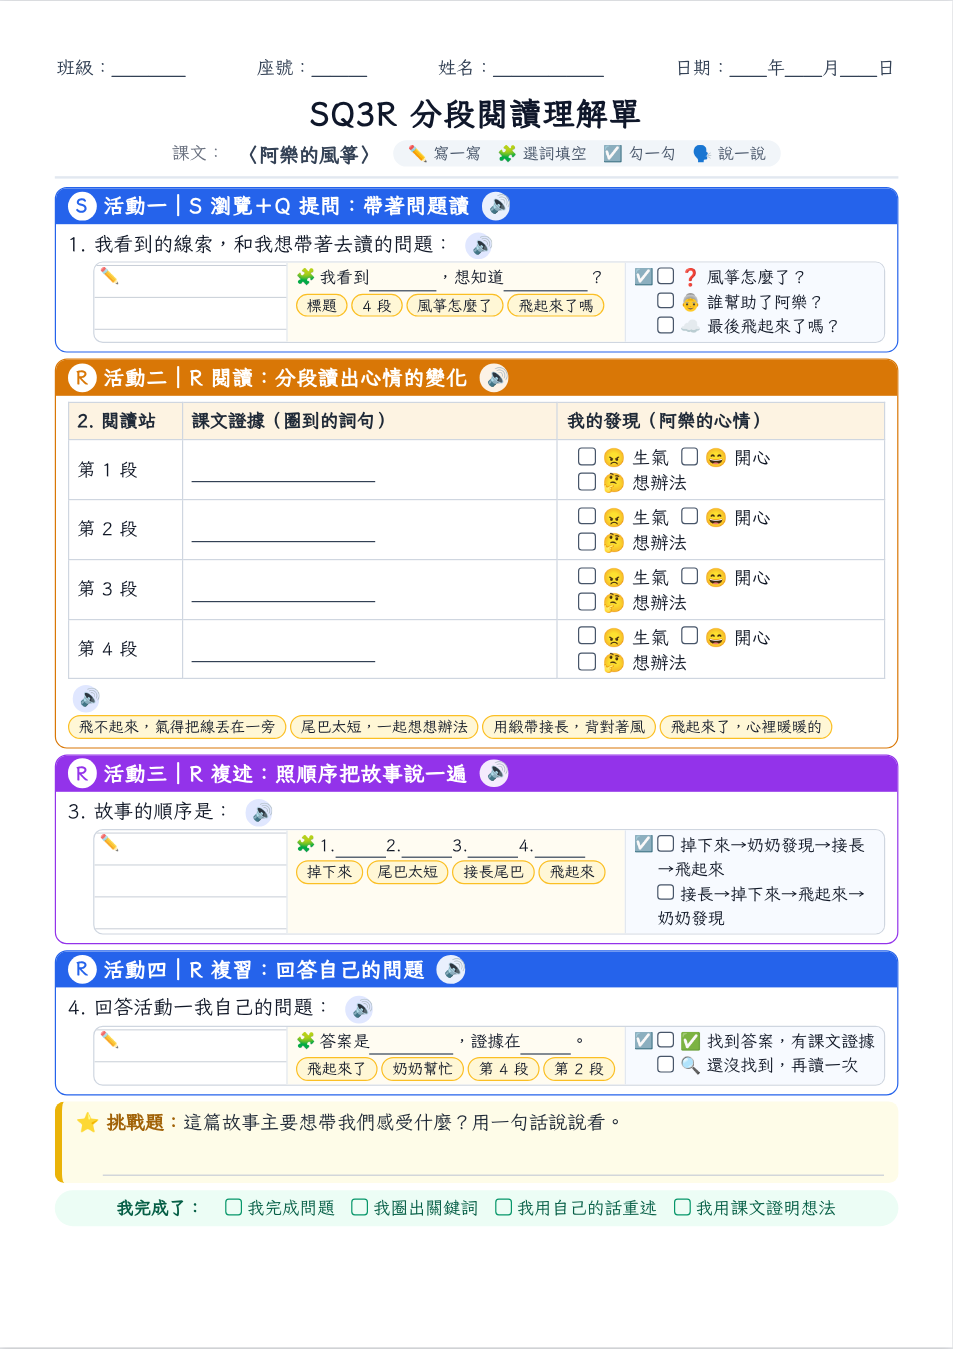 班級：________ 座號：______ 姓名：____________ 日期：____年____月____日
SQ3R 分段閱讀理解單
課文： 〈阿樂的風箏〉 ✏️ 寫一寫 🧩 選詞填空 ☑️ 勾一勾 🗣️ 說一說
S 活動一｜S 瀏覽＋Q 提問：帶著問題讀 🔊
1. 我看到的線索，和我想帶著去讀的問題： 🔊
✏️
🧩 我看到________，想知道__________？
標題 4 段 風箏怎麼了 飛起來了嗎
☑️ ☐ ❓ 風箏怎麼了？
☐ 👵 誰幫助了阿樂？
☐ ☁️ 最後飛起來了嗎？
R 活動二｜R 閱讀：分段讀出心情的變化 🔊
2. 閱讀站 課文證據（圈到的詞句） 我的發現（阿樂的心情）
第 1 段 ____________________ ☐ 😠 生氣 ☐ 😄 開心
☐ 🤔 想辦法
第 2 段 ____________________ ☐ 😠 生氣 ☐ 😄 開心
☐ 🤔 想辦法
第 3 段 ____________________ ☐ 😠 生氣 ☐ 😄 開心
☐ 🤔 想辦法
第 4 段 ____________________ ☐ 😠 生氣 ☐ 😄 開心
☐ 🤔 想辦法
🔊
飛不起來，氣得把線丟在一旁 尾巴太短，一起想想辦法 用緞帶接長，背對著風 飛起來了，心裡暖暖的
R 活動三｜R 複述：照順序把故事說一遍 🔊
3. 故事的順序是： 🔊
✏️
🧩 1.______2.______3.______4.______
掉下來 尾巴太短 接長尾巴 飛起來
☑️ ☐ 掉下來→奶奶發現→接長
→飛起來
☐ 接長→掉下來→飛起來→
奶奶發現
R 活動四｜R 複習：回答自己的問題 🔊
4. 回答活動一我自己的問題： 🔊
✏️
🧩 答案是__________，證據在______。
飛起來了 奶奶幫忙 第 4 段 第 2 段
☑️ ☐ ✅ 找到答案，有課文證據
☐ 🔍 還沒找到，再讀一次
⭐ 挑戰題：這篇故事主要想帶我們感受什麼？用一句話說說看。
我完成了： ☐ 我完成問題 ☐ 我圈出關鍵詞 ☐ 我用自己的話重述 ☐ 我用課文證明想法